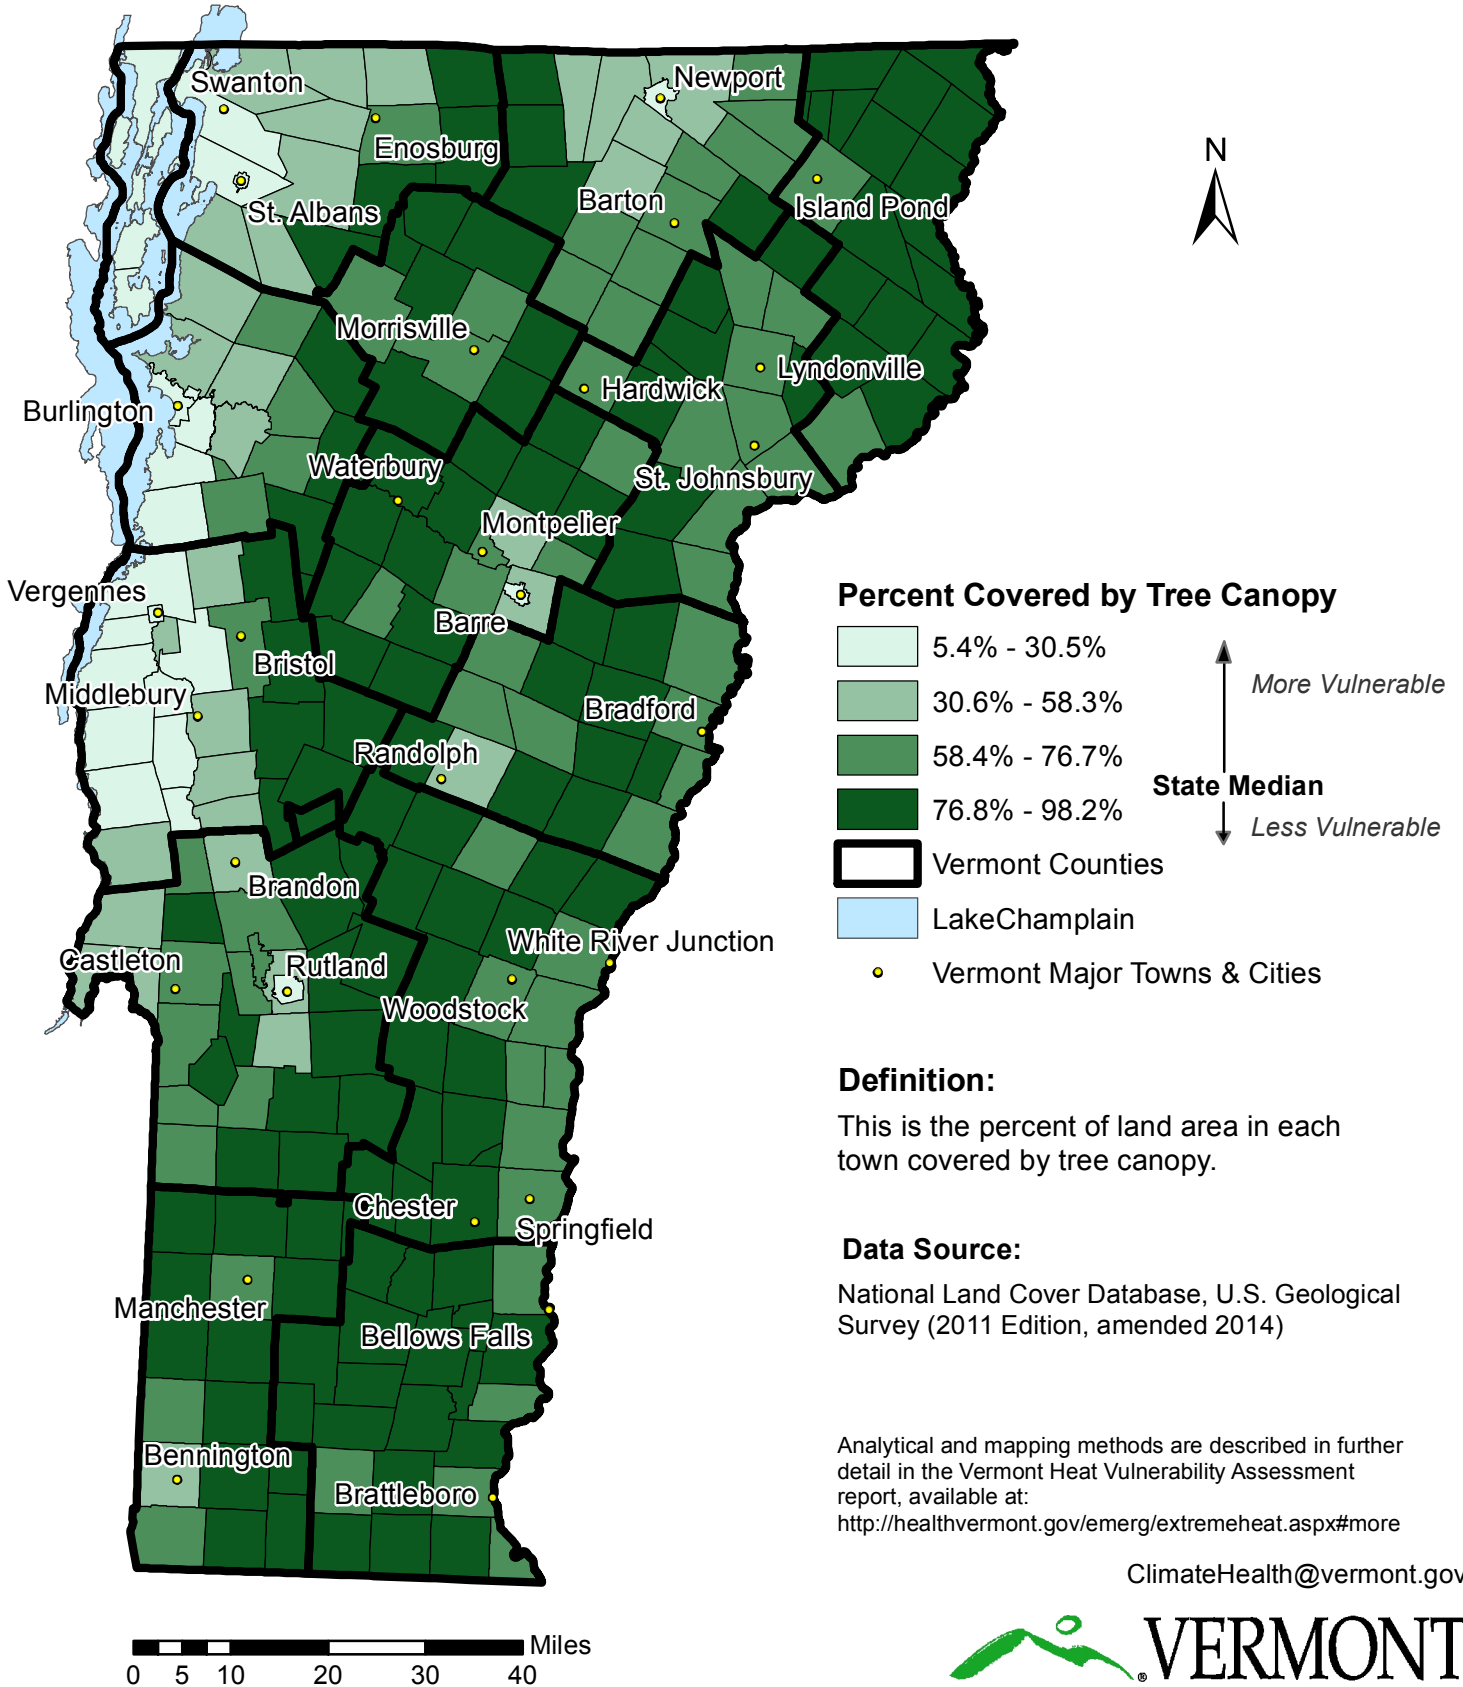 Swanton
Newport
Enosburg
St. Albans
Barton
Island Pond
N
Morrisville
Lyndonville
Hardwick
Burlington
Waterbury
St. Johnsbury
Montpelier
Vergennes
Barre
Bristol
Middlebury
Bradford
Randolph
Brandon
White River Junction
Castleton
Rutland
Woodstock
Chester
Springfield
Manchester
Bellows Falls
Bennington
Brattleboro
Percent Covered by Tree Canopy
5.4% - 30.5%
30.6% - 58.3%
58.4% - 76.7%
76.8% - 98.2%
More Vulnerable
State Median
Less Vulnerable
Vermont Counties
LakeChamplain
Vermont Major Towns & Cities
Definition:
This is the percent of land area in each
town covered by tree canopy.
Data Source:
National Land Cover Database, U.S. Geological
Survey (2011 Edition, amended 2014)
Analytical and mapping methods are described in further
detail in the Vermont Heat Vulnerability Assessment
report, available at:
http://healthvermont.gov/emerg/extremeheat.aspx#more
ClimateHealth@vermont.gov
® VERMONT
Miles
0 5 10 20 30 40